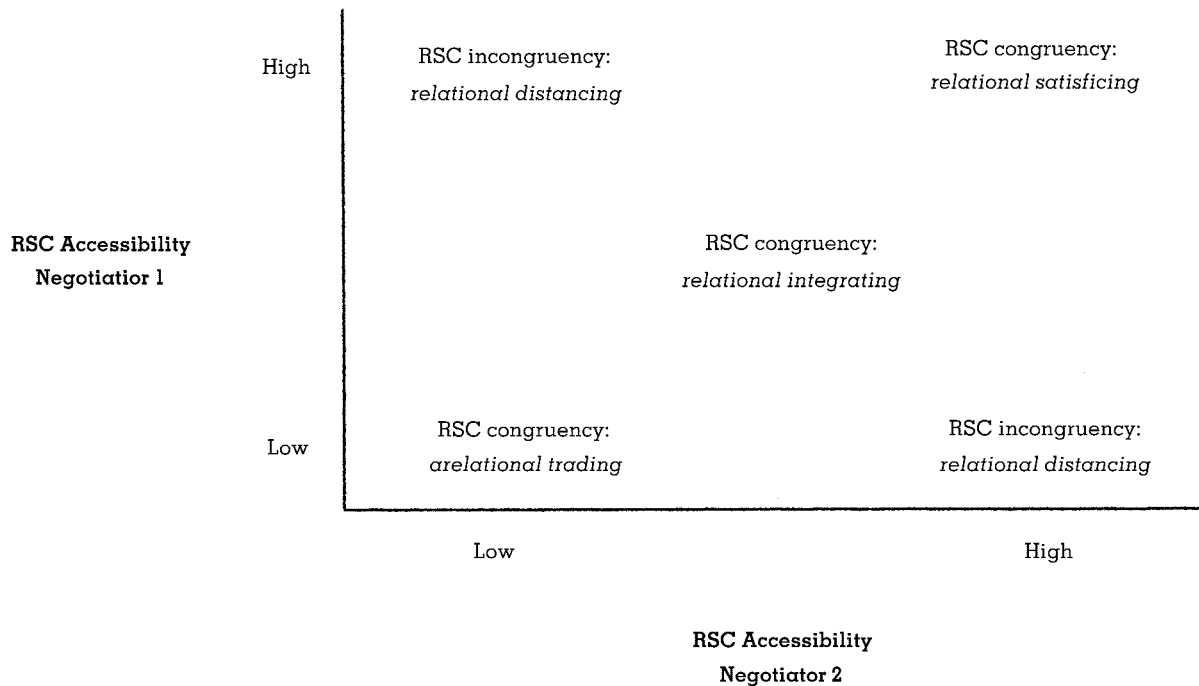 High
RSC incongruency:
relational distancing
RSC congruency:
relational satisficing
RSC Accessibility
Negotiatior 1
RSC congruency:
relational integrating
Low
RSC congruency:
arelational trading
RSC incongruency:
relational distancing
Low
High
RSC Accessibility
Negotiator 2